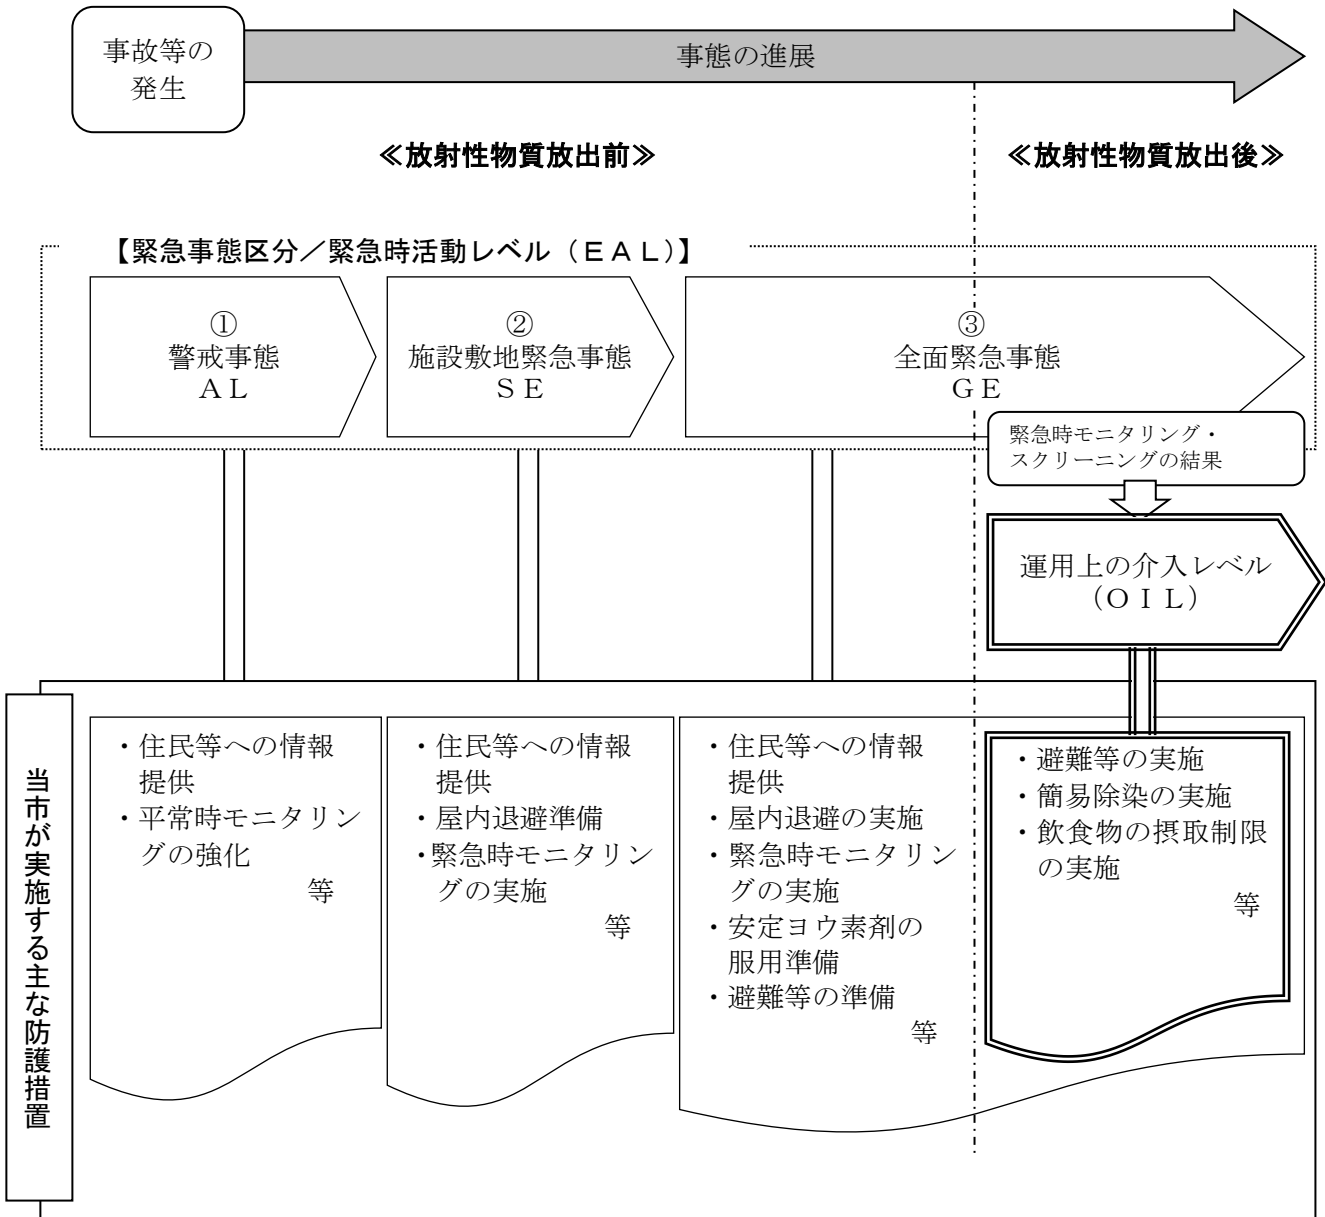 事故等の
発生
事態の進展
≪放射性物質放出前≫
≪放射性物質放出後≫
【緊急事態区分／緊急時活動レベル（ＥＡＬ）】
①
警戒事態
ＡＬ
②
施設敷地緊急事態
ＳＥ
③
全面緊急事態
ＧＥ
緊急時モニタリング・
スクリーニングの結果
運用上の介入レベル
（ＯＩＬ）
当市が実施する主な防護措置
・住民等への情報
提供
・平常時モニタリン
グの強化
等
・住民等への情報
提供
・屋内退避準備
・緊急時モニタリン
グの実施
等
・住民等への情報
提供
・屋内退避の実施
・緊急時モニタリン
グの実施
・安定ヨウ素剤の
服用準備
・避難等の準備
等
・避難等の実施
・簡易除染の実施
・飲食物の摂取制限
の実施
等